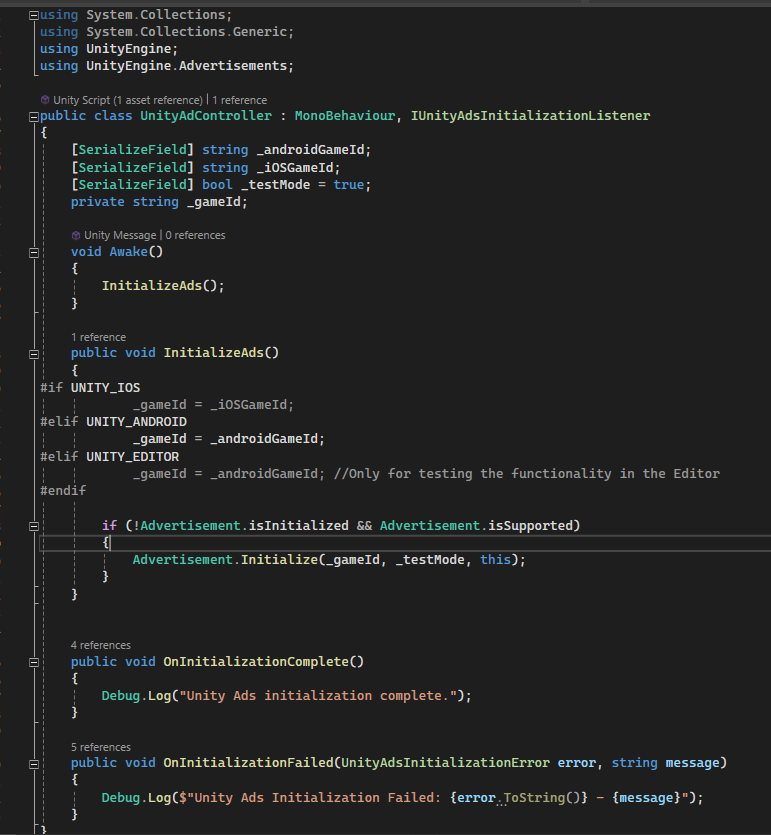 using System.Collections;
using System.Collections.Generic;
using UnityEngine;
using UnityEngine.Advertisements;
Unity Script (1 asset reference) | 1 reference
public class UnityAdController : MonoBehaviour, IUnityAdsInitializationListener
{
[SerializeField] string _androidGameId;
[SerializeField] string _iOSGameId;
[SerializeField] bool _testMode = true;
private string _gameId;
Unity Message | 0 references
void Awake()
{
InitializeAds();
}
1 reference
public void InitializeAds()
{
#if UNITY_IOS
_gameId = _iOSGameId;
#elif UNITY_ANDROID
_gameId = _androidGameId;
#elif UNITY_EDITOR
_gameId = _androidGameId; //Only for testing the functionality in the Editor
#endif
if (!Advertisement.isInitialized && Advertisement.isSupported)
{
Advertisement.Initialize(_gameId, _testMode, this);
}
}
4 references
public void OnInitializationComplete()
{
Debug.Log("Unity Ads initialization complete.");
}
5 references
public void OnInitializationFailed(UnityAdsInitializationError error, string message)
{
Debug.Log($"Unity Ads Initialization Failed: {error.ToString()} - {message}");
}
}